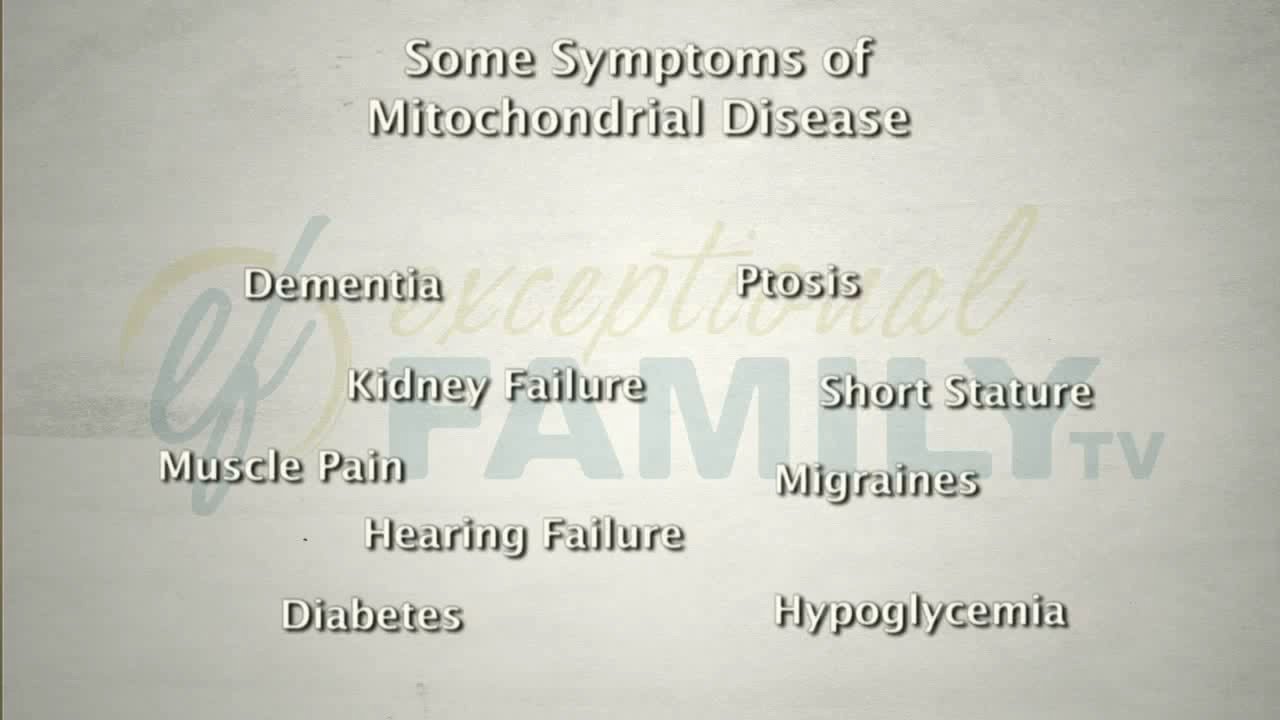 Some Symptoms of
Mitochondrial Disease
ef exceptional
FAMILY TV
Dementia
Ptosis
Kidney Failure
Short Stature
Muscle Pain
Migraines
Hearing Failure
Diabetes
Hypoglycemia